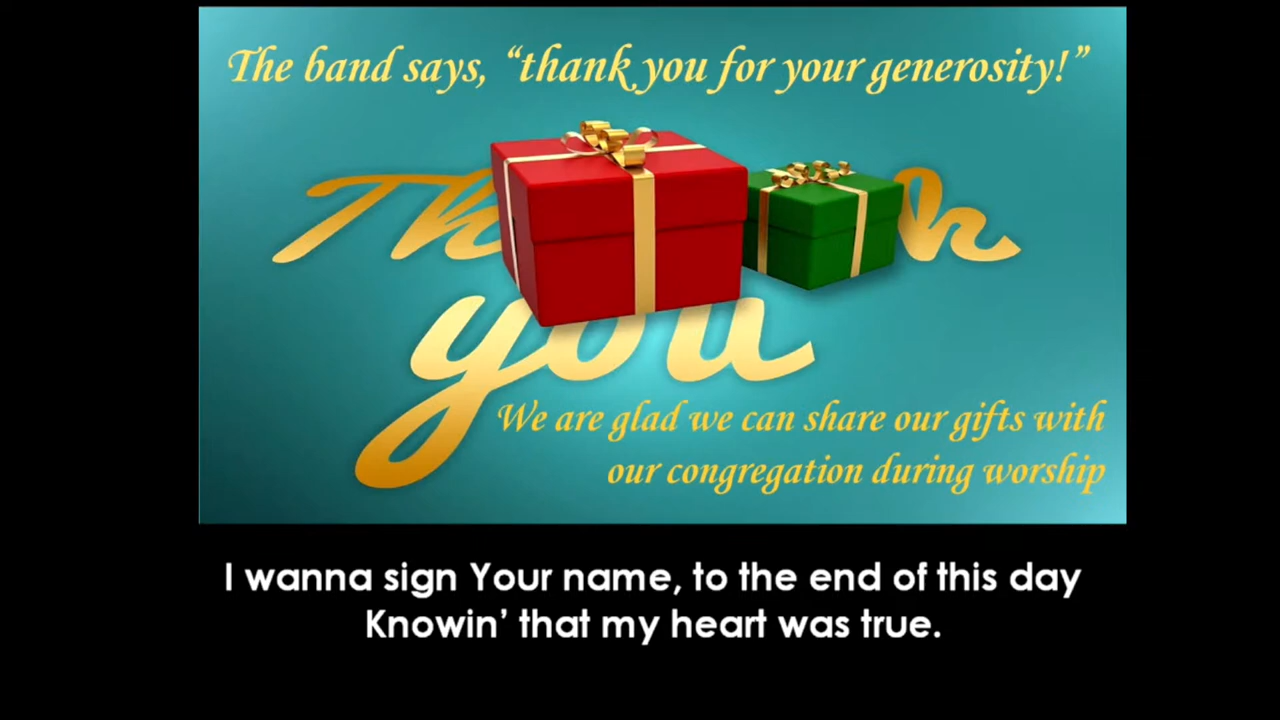 The band says, “thank you for your generosity!”
Th k
you
We are glad we can share our gifts with
our congregation during worship
I wanna sign Your name, to the end of this day
Knowin’ that my heart was true.